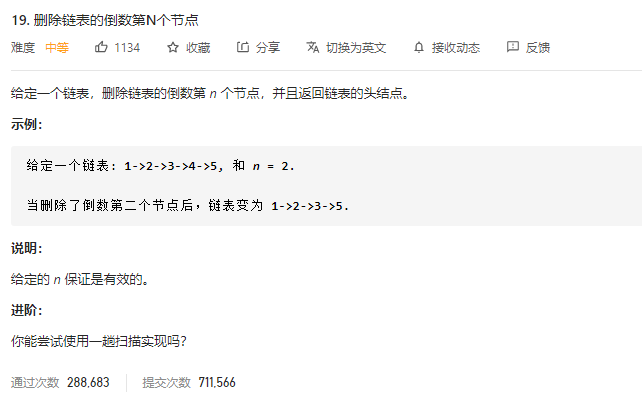 19. 删除链表的倒数第N个节点
难度 中等 1134 收藏 分享 切换为英文 接收动态 反馈
给定一个链表，删除链表的倒数第 n 个节点，并且返回链表的头结点。
示例：
给定一个链表: 1->2->3->4->5, 和 n = 2.
当删除了倒数第二个节点后，链表变为 1->2->3->5.
说明：
给定的 n 保证是有效的。
进阶：
你能尝试使用一趟扫描实现吗？
通过次数 288,683 提交次数 711,566